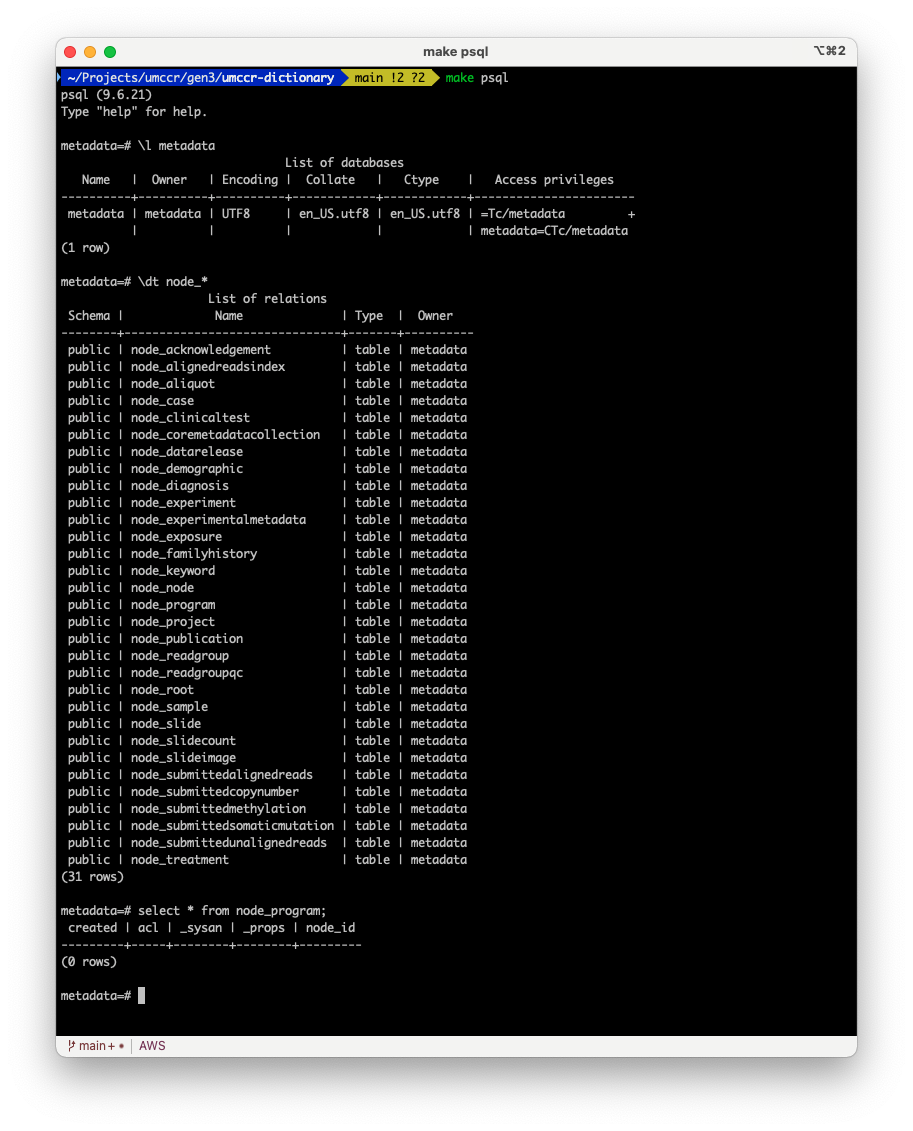 make psql
⌥⌘2
~/Projects/umccr/gen3/umccr-dictionary main !2 ?2 make psql
psql (9.6.21)
Type "help" for help.
metadata=# \l metadata
List of databases
Name | Owner | Encoding | Collate | Ctype | Access privileges
----------+----------+----------+------------+------------+-----------------------
metadata | metadata | UTF8 | en_US.utf8 | en_US.utf8 | =Tc/metadata +
| | | | | metadata=CTc/metadata
(1 row)
metadata=# \dt node_*
List of relations
Schema | Name | Type | Owner
--------+-------------------------------+-------+----------
public | node_acknowledgement | table | metadata
public | node_alignedreadsindex | table | metadata
public | node_aliquot | table | metadata
public | node_case | table | metadata
public | node_clinicaltest | table | metadata
public | node_coremetadatacollection | table | metadata
public | node_datarelease | table | metadata
public | node_demographic | table | metadata
public | node_diagnosis | table | metadata
public | node_experiment | table | metadata
public | node_experimentalmetadata | table | metadata
public | node_exposure | table | metadata
public | node_familyhistory | table | metadata
public | node_keyword | table | metadata
public | node_node | table | metadata
public | node_program | table | metadata
public | node_project | table | metadata
public | node_publication | table | metadata
public | node_readgroup | table | metadata
public | node_readgroupqc | table | metadata
public | node_root | table | metadata
public | node_sample | table | metadata
public | node_slide | table | metadata
public | node_slidecount | table | metadata
public | node_slideimage | table | metadata
public | node_submittedalignedreads | table | metadata
public | node_submittedcopynumber | table | metadata
public | node_submittedmethylation | table | metadata
public | node_submittedsomaticmutation | table | metadata
public | node_submittedunalignedreads | table | metadata
public | node_treatment | table | metadata
(31 rows)
metadata=# select * from node_program;
created | acl | _sysan | _props | node_id
---------+-----+--------+--------+---------
(0 rows)
metadata=#
main+ • | AWS